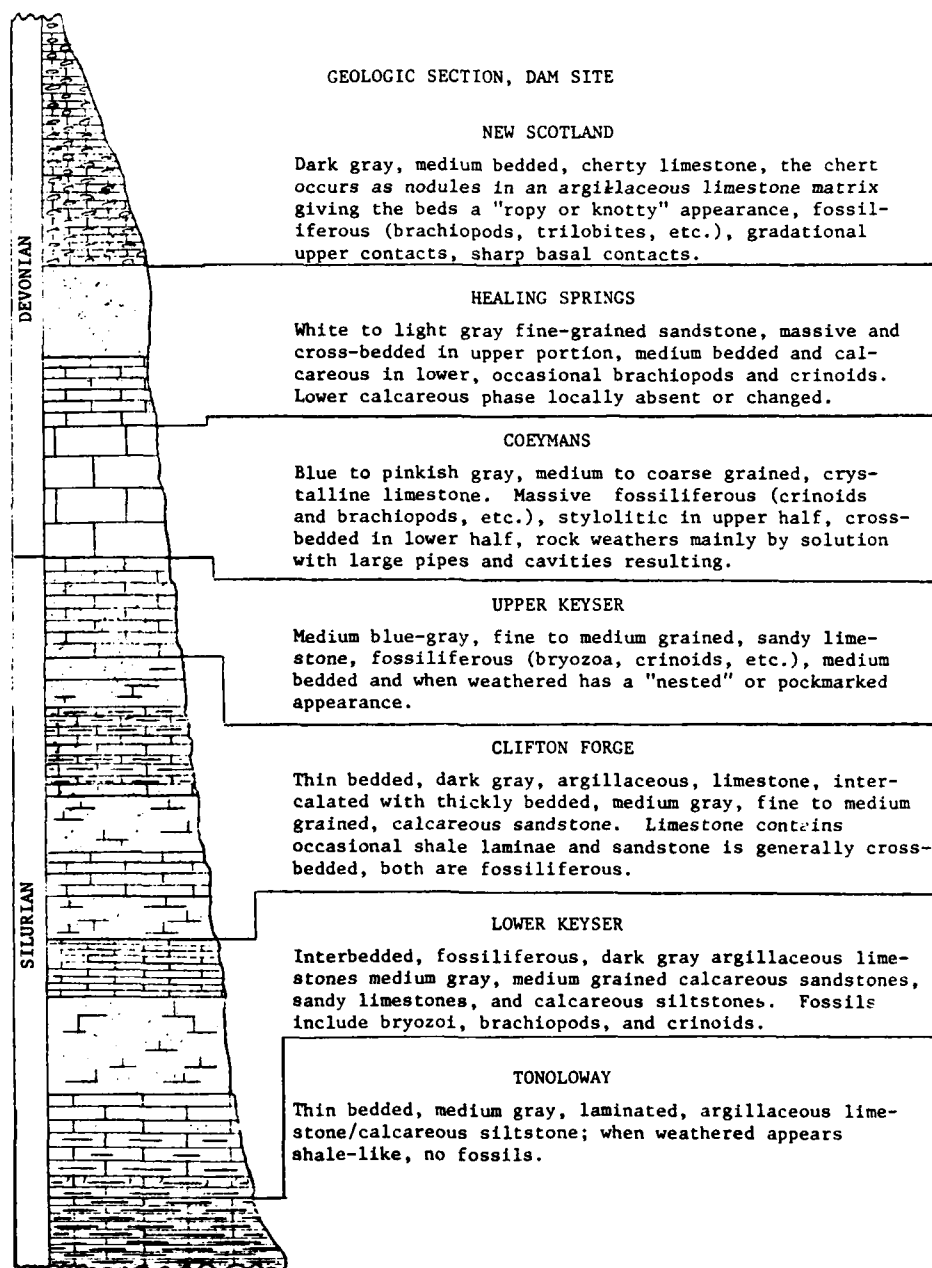 GEOLOGIC SECTION, DAM SITE
NEW SCOTLAND
Dark gray, medium bedded, cherty limestone, the chert
occurs as nodules in an argillaceous limestone matrix
giving the beds a "ropy or knotty" appearance, fossil-
iferous (brachiopods, trilobites, etc.), gradational
upper contacts, sharp basal contacts.
DEVONIAN
HEALING SPRINGS
White to light gray fine-grained sandstone, massive and
cross-bedded in upper portion, medium bedded and cal-
careous in lower, occasional brachiopods and crinoids.
Lower calcareous phase locally absent or changed.
COEYMANS
Blue to pinkish gray, medium to coarse grained, crys-
talline limestone. Massive fossiliferous (crinoids
and brachiopods, etc.), stylolitic in upper half, cross-
bedded in lower half, rock weathers mainly by solution
with large pipes and cavities resulting.
UPPER KEYSER
Medium blue-gray, fine to medium grained, sandy lime-
stone, fossiliferous (bryozoa, crinoids, etc.), medium
bedded and when weathered has a "nested" or pockmarked
appearance.
CLIFTON FORGE
Thin bedded, dark gray, argillaceous, limestone, inter-
calated with thickly bedded, medium gray, fine to medium
grained, calcareous sandstone. Limestone contains
occasional shale laminae and sandstone is generally cross-
bedded, both are fossiliferous.
SILURIAN
LOWER KEYSER
Interbedded, fossiliferous, dark gray argillaceous lime-
stones medium gray, medium grained calcareous sandstones,
sandy limestones, and calcareous siltstones. Fossils
include bryozoi, brachiopods, and crinoids.
TONOLOWAY
Thin bedded, medium gray, laminated, argillaceous lime-
stone/calcareous siltstone; when weathered appears
shale-like, no fossils.